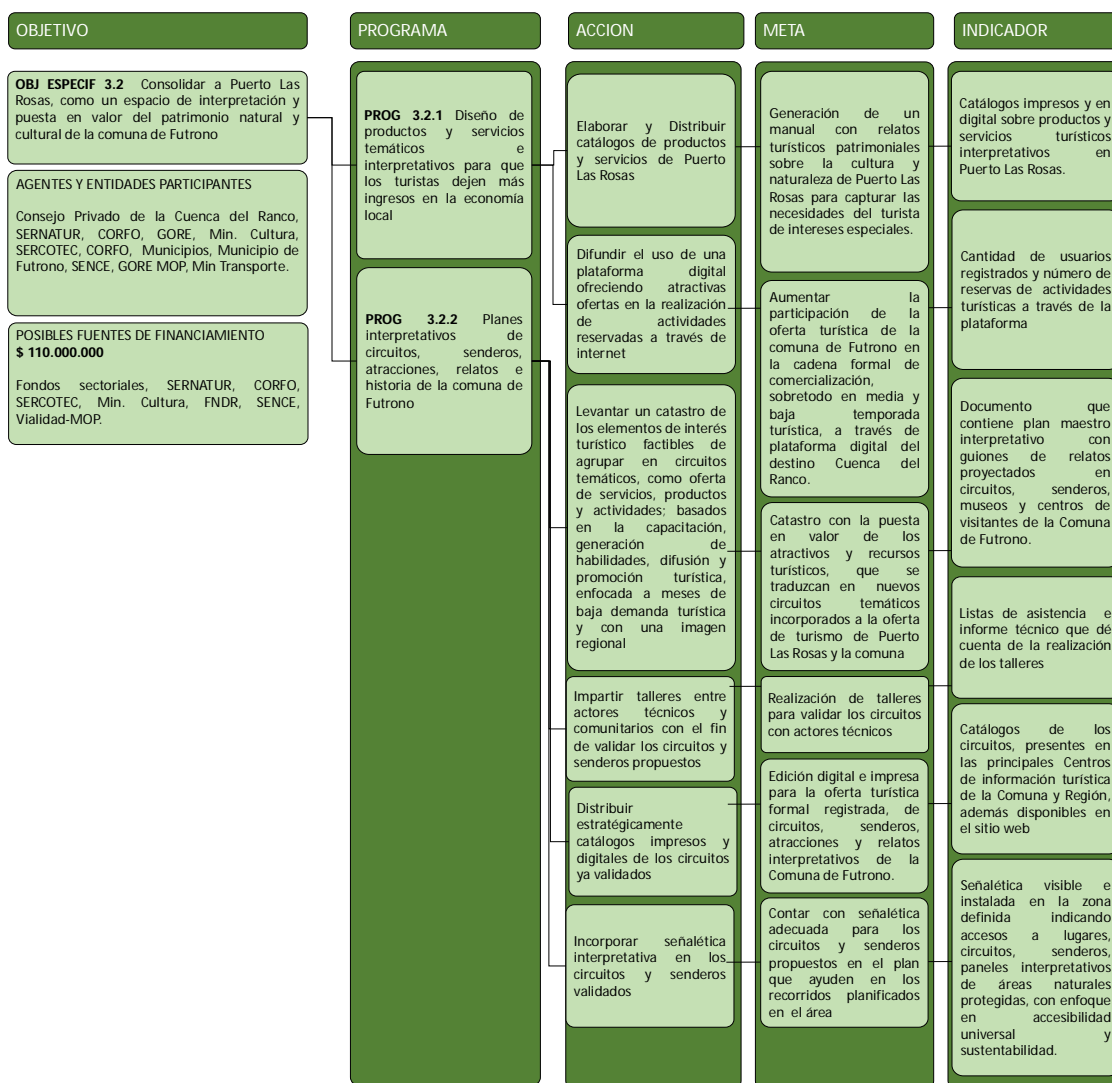 OBJETIVO
OBJ ESPECIF 3.2 Consolidar a Puerto Las
Rosas, como un espacio de interpretación y
puesta en valor del patrimonio natural y
cultural de la comuna de Futrono
AGENTES Y ENTIDADES PARTICIPANTES
Consejo Privado de la Cuenca del Ranco,
SERNATUR, CORFO, GORE, Min. Cultura,
SERCOTEC, CORFO, Municipios, Municipio de
Futrono, SENCE, GORE MOP, Min Transporte.
POSIBLES FUENTES DE FINANCIAMIENTO
$ 110.000.000
Fondos sectoriales, SERNATUR, CORFO,
SERCOTEC, Min. Cultura, FNDR, SENCE,
Vialidad-MOP.
PROGRAMA
PROG 3.2.1 Diseño de
productos y servicios
temáticos e
interpretativos para que
los turistas dejen más
ingresos en la economía
local
PROG 3.2.2 Planes
interpretativos de
circuitos, senderos,
atracciones, relatos e
historia de la comuna de
Futrono
ACCION
Elaborar y Distribuir
catálogos de productos
y servicios de Puerto
Las Rosas
Difundir el uso de una
plataforma digital
ofreciendo atractivas
ofertas en la realización
de actividades
reservadas a través de
internet
Levantar un catastro de
los elementos de interés
turístico factibles de
agrupar en circuitos
temáticos, como oferta
de servicios, productos
y actividades; basados
en la capacitación,
generación de
habilidades, difusión y
promoción turística,
enfocada a meses de
baja demanda turística
y con una imagen
regional
Impartir talleres entre
actores técnicos y
comunitarios con el fin
de validar los circuitos y
senderos propuestos
Distribuir
estratégicamente
catálogos impresos y
digitales de los circuitos
ya validados
Incorporar señalética
interpretativa en los
circuitos y senderos
validados
META
Generación de un
manual con relatos
turísticos patrimoniales
sobre la cultura y
naturaleza de Puerto Las
Rosas para capturar las
necesidades del turista
de intereses especiales.
Aumentar la
participación de la
oferta turística de la
comuna de Futrono en
la cadena formal de
comercialización,
sobretodo en media y
baja temporada
turística, a través de
plataforma digital del
destino Cuenca del
Ranco.
Catastro con la puesta
en valor de los
atractivos y recursos
turísticos, que se
traduzcan en nuevos
circuitos temáticos
incorporados a la oferta
de turismo de Puerto
Las Rosas y la comuna
Realización de talleres
para validar los circuitos
con actores técnicos
Edición digital e impresa
para la oferta turística
formal registrada, de
circuitos, senderos,
atracciones y relatos
interpretativos de la
Comuna de Futrono.
Contar con señalética
adecuada para los
circuitos y senderos
propuestos en el plan
que ayuden en los
recorridos planificados
en el área
INDICADOR
Catálogos impresos y en
digital sobre productos y
servicios turísticos
interpretativos en
Puerto Las Rosas.
Cantidad de usuarios
registrados y número de
reservas de actividades
turísticas a través de la
plataforma
Documento que
contiene plan maestro
interpretativo con
guiones de relatos
proyectados en
circuitos, senderos,
museos y centros de
visitantes de la Comuna
de Futrono.
Listas de asistencia e
informe técnico que dé
cuenta de la realización
de los talleres
Catálogos de los
circuitos, presentes en
las principales Centros
de información turística
de la Comuna y Región,
además disponibles en
el sitio web
Señalética visible e
instalada en la zona
definida indicando
accesos a lugares,
circuitos, senderos,
paneles interpretativos
de áreas naturales
protegidas, con enfoque
en accesibilidad
universal y
sustentabilidad.